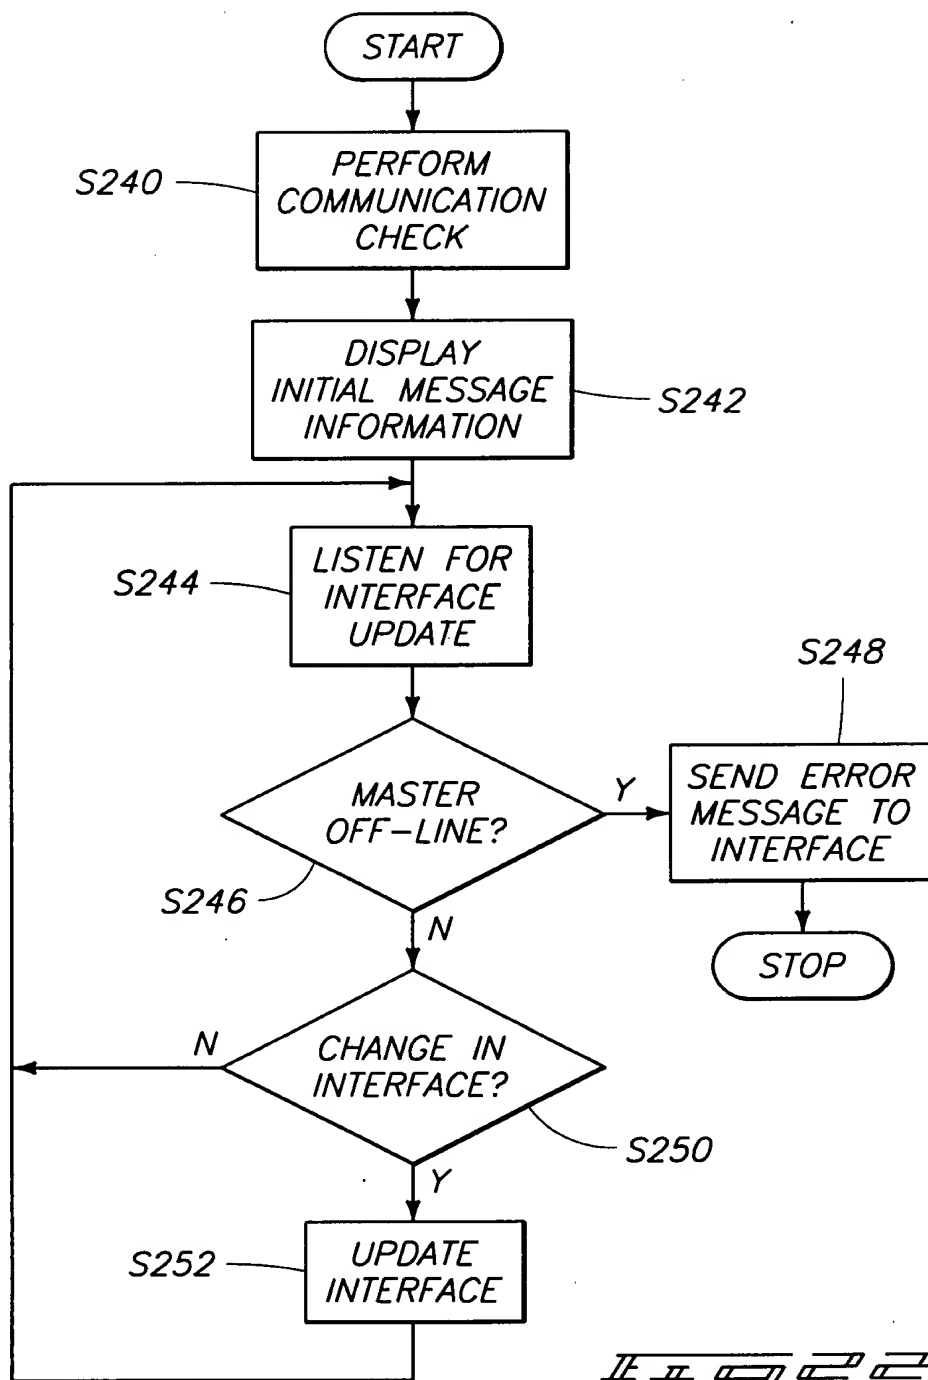 START
PERFORM
COMMUNICATION
CHECK
S240
DISPLAY
INITIAL MESSAGE
INFORMATION
S242
LISTEN FOR
INTERFACE
UPDATE
S244
MASTER
OFF-LINE?
S246
Y
SEND ERROR
MESSAGE TO
INTERFACE
S248
STOP
N
CHANGE IN
INTERFACE?
S250
N
Y
UPDATE
INTERFACE
S252